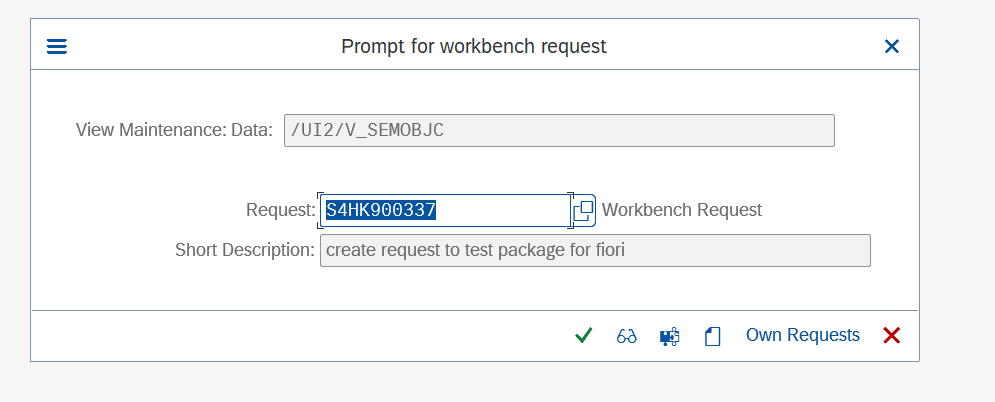 Prompt for workbench request
View Maintenance: Data: /UI2/V_SEMOBJC
Request: S4HK900337 Workbench Request
Short Description: create request to test package for fiori
Own Requests